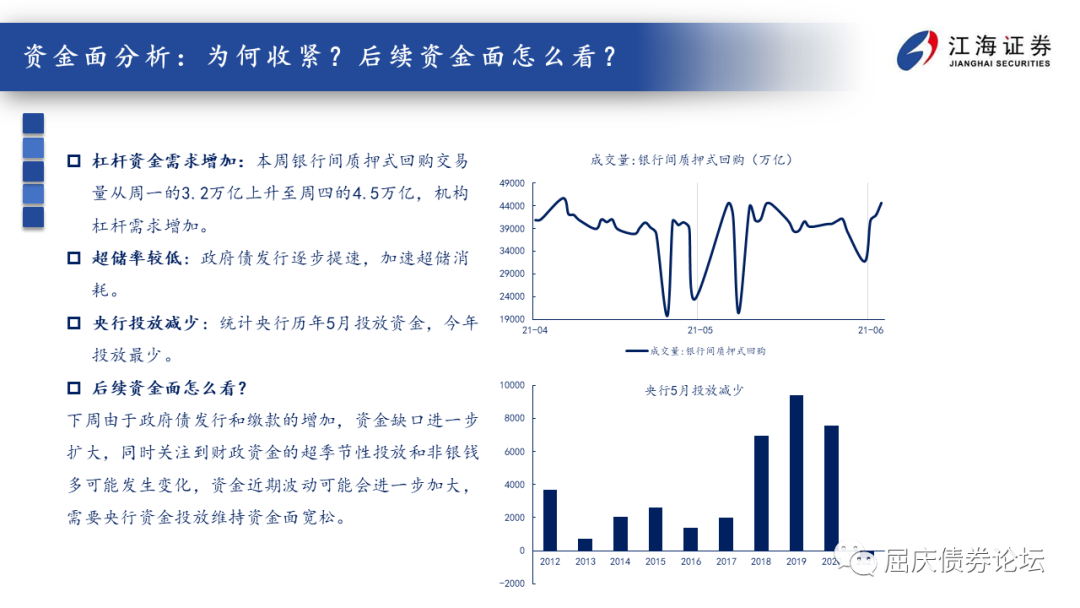 资金面分析：为何收紧？后续资金面怎么看？
江海证券
JIANGHAI SECURITIES
杠杆资金需求增加：本周银行间质押式回购交易
量从周一的3.2万亿上升至周四的4.5万亿，机构
杠杆需求增加。
超储率较低：政府债发行逐步提速，加速超储消
耗。
央行投放减少：统计央行历年5月投放资金，今年
投放最少。
后续资金面怎么看？
下周由于政府债发行和缴款的增加，资金缺口进一步
扩大，同时关注到财政资金的超季节性投放和非银钱
多可能发生变化，资金近期波动可能会进一步加大，
需要央行资金投放维持资金面宽松。
成交量:银行间质押式回购（万亿）
49000
44000
39000
34000
29000
24000
19000
21-04 21-05 21-06
成交量:银行间质押式回购
央行5月投放减少
10000
8000
6000
4000
2000
0
-2000
2012 2013 2014 2015 2016 2017 2018 2019
屈庆债券论坛